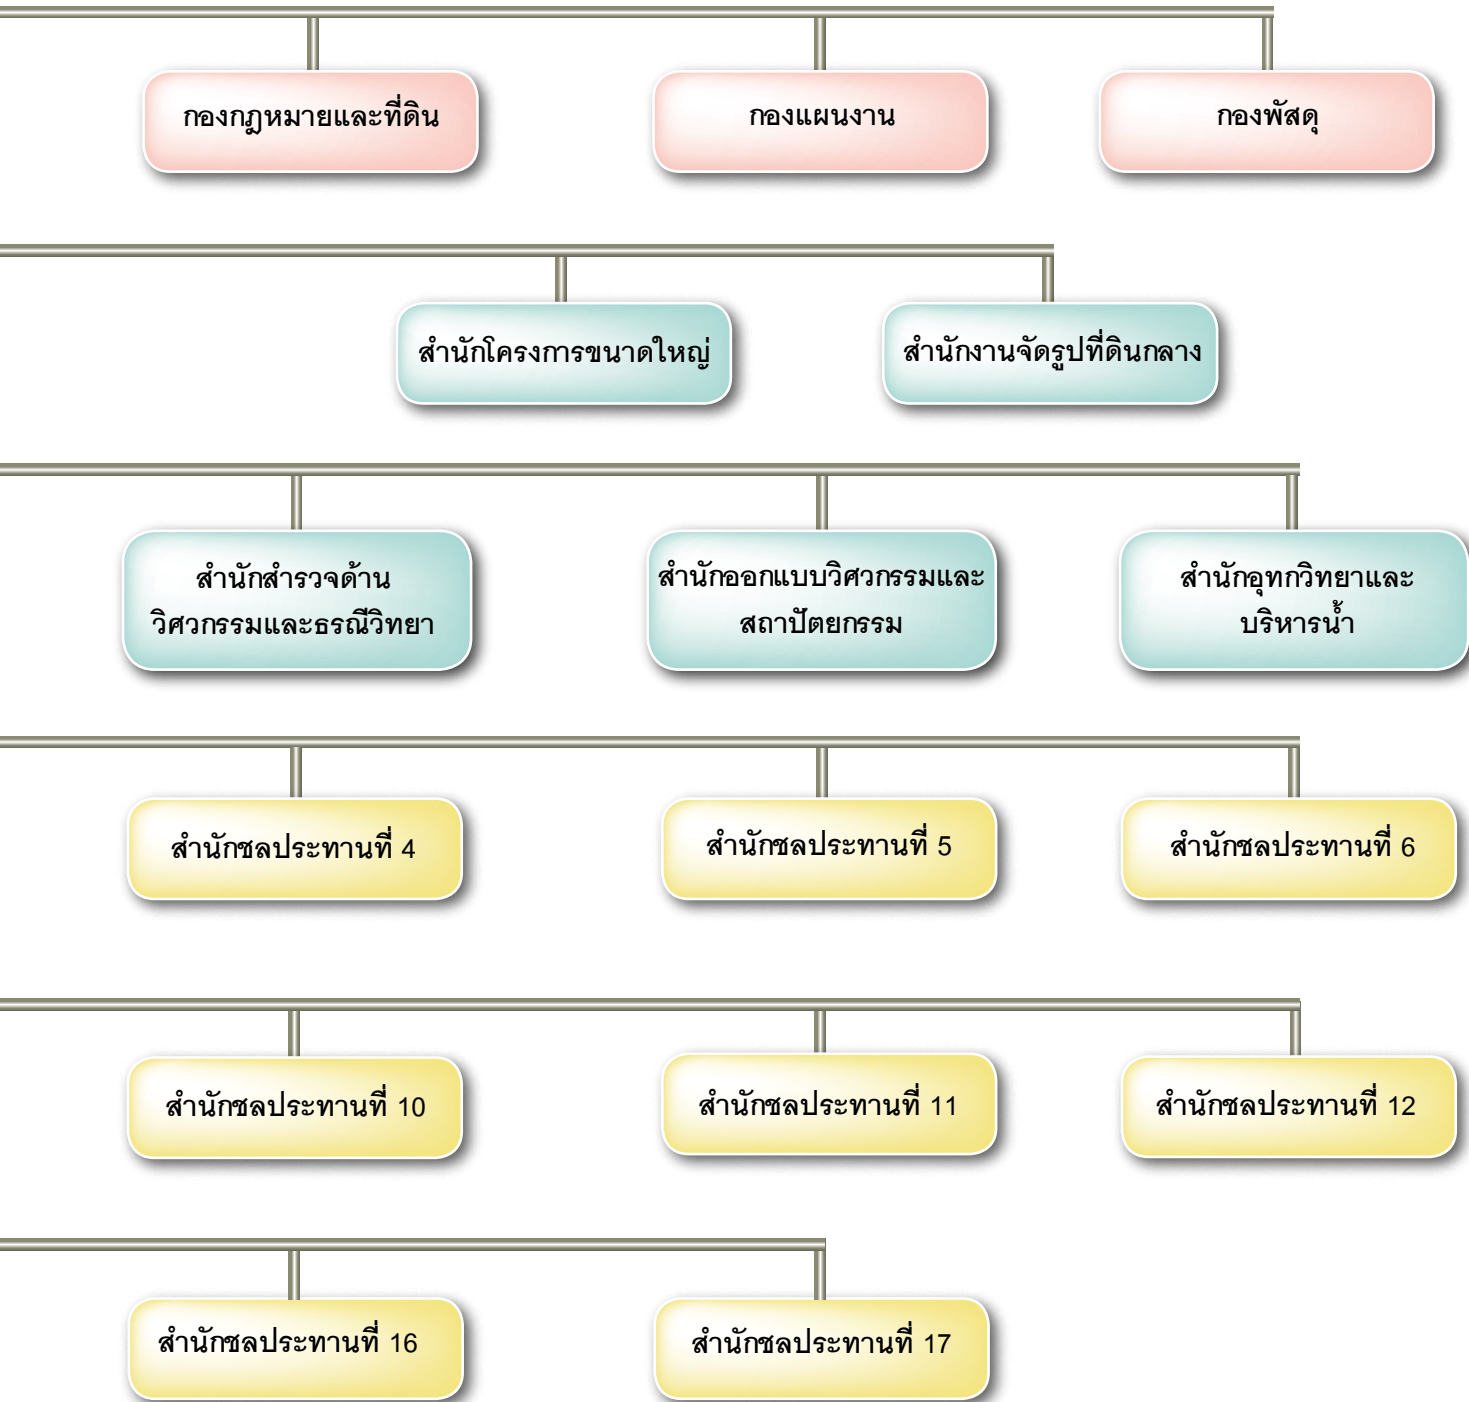 กองกฎหมายและที่ดิน
กองแผนงาน
กองพัสดุ
สำนักโครงการขนาดใหญ่
สำนักงานจัดรูปที่ดินกลาง
สำนักสำรวจด้าน
วิศวกรรมและธรณีวิทยา
สำนักออกแบบวิศวกรรมและ
สถาปัตยกรรม
สำนักอุทกวิทยาและ
บริหารน้ำ
สำนักชลประทานที่ 4
สำนักชลประทานที่ 5
สำนักชลประทานที่ 6
สำนักชลประทานที่ 10
สำนักชลประทานที่ 11
สำนักชลประทานที่ 12
สำนักชลประทานที่ 16
สำนักชลประทานที่ 17